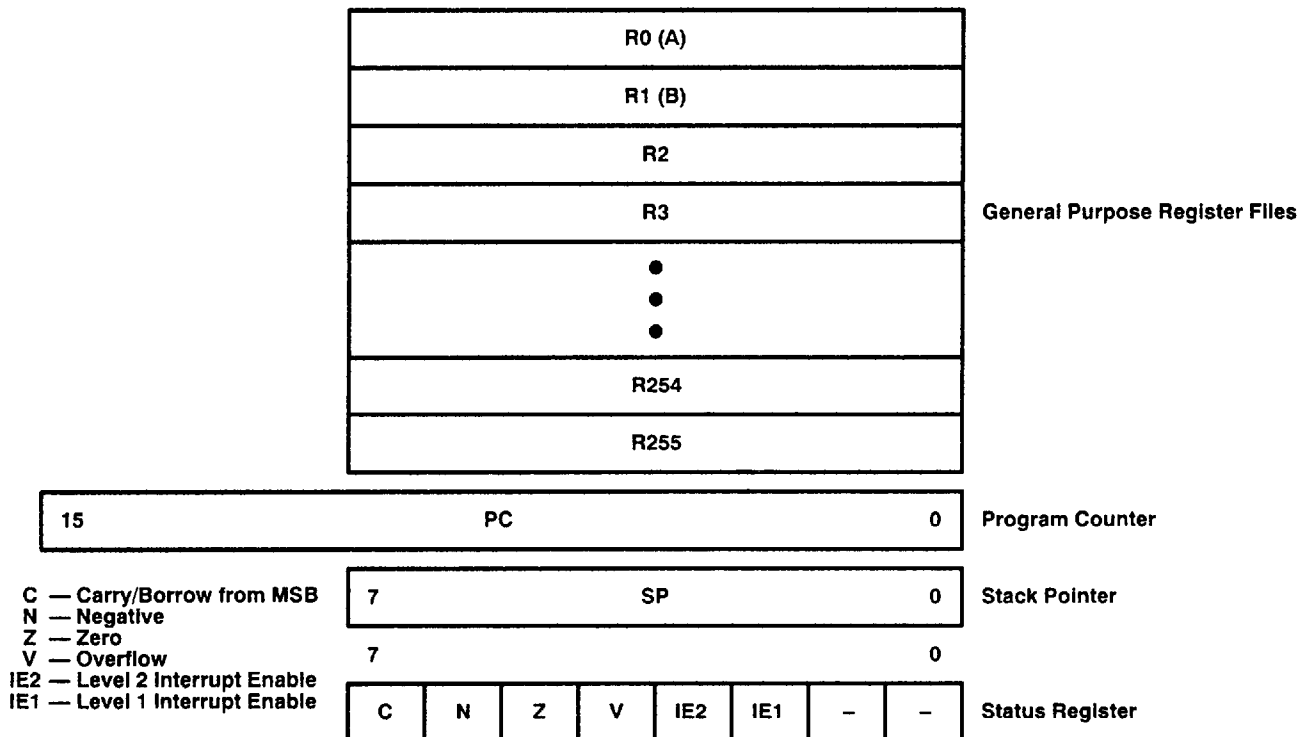 R0 (A)
R1 (B)
R2
R3
General Purpose Register Files
R254
R255
15 PC 0 Program Counter
7 SP 0 Stack Pointer
C — Carry/Borrow from MSB
N — Negative
Z — Zero
V — Overflow
IE2 — Level 2 Interrupt Enable
IE1 — Level 1 Interrupt Enable
7 0
C N Z V IE2 IE1 – – Status Register